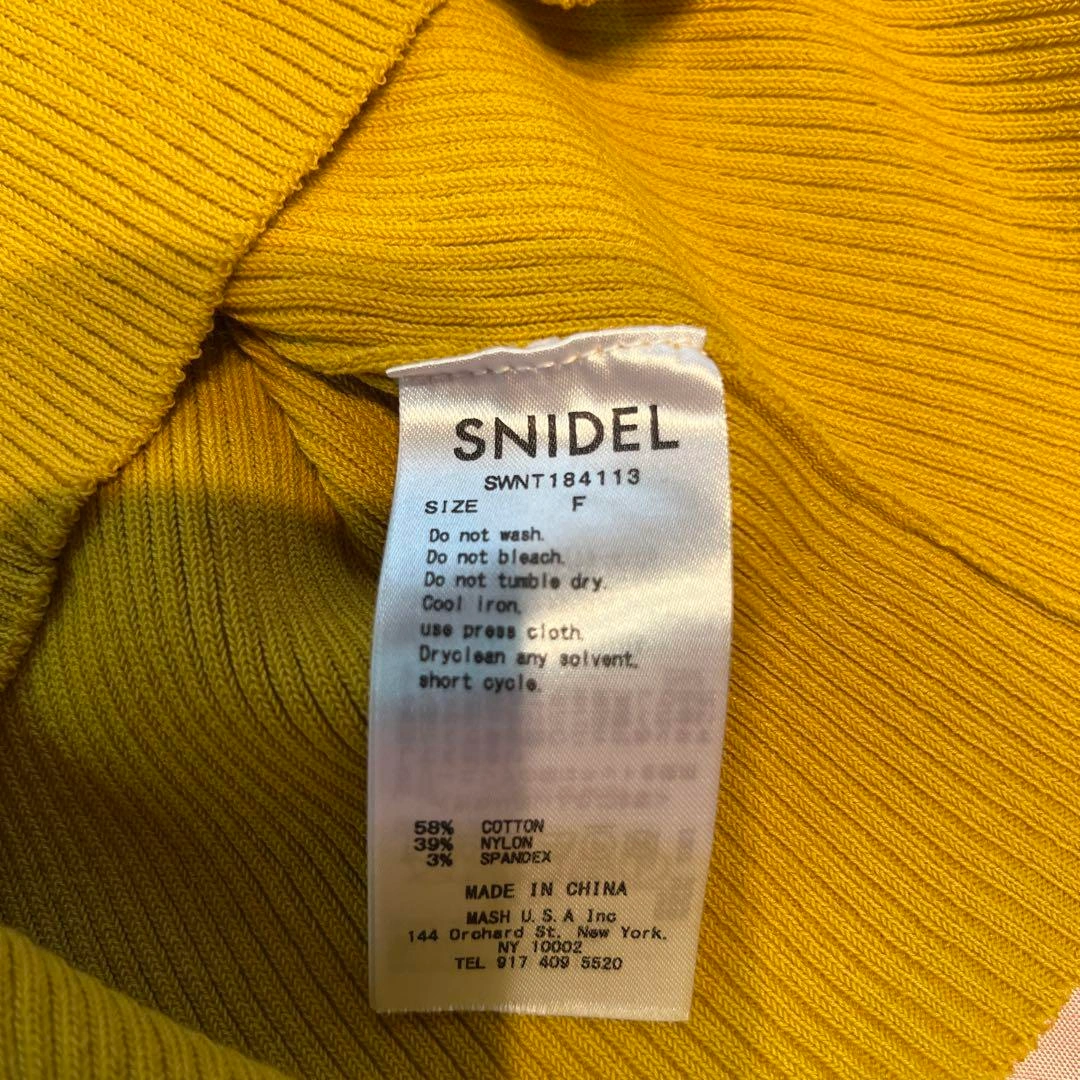 SNIDEL
SWNT184113
SIZE F
Do not wash.
Do not bleach.
Do not tumble dry.
Cool iron,
use press cloth.
Dryclean any solvent,
short cycle.
58% COTTON
39% NYLON
3% SPANDEX
MADE IN CHINA
MASH U.S.A Inc
144 Orchard St. New York,
NY 10002
TEL 917 409 5520